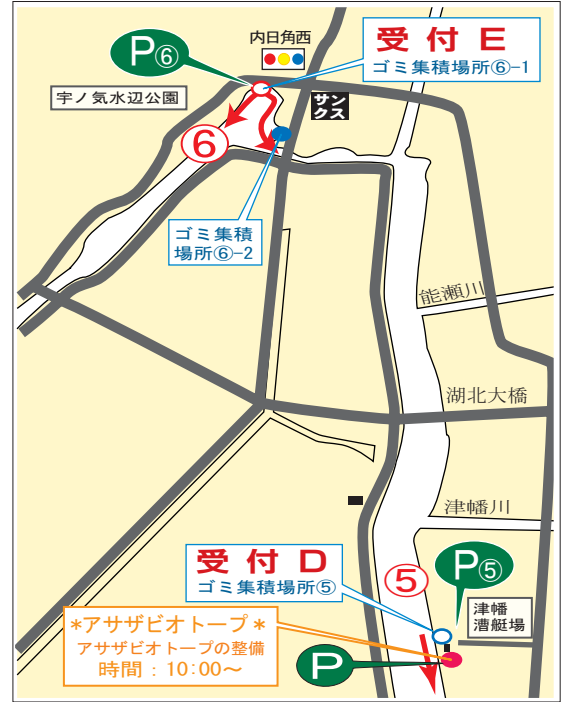 P⑥
内日角西
受付E
ゴミ集積場所⑥-1
宇ノ気水辺公園
サン
クス
⑥
ゴミ集積
場所⑥-2
能瀬川
湖北大橋
津幡川
受付D
ゴミ集積場所⑤
⑤
P⑤
津幡
漕艇場
*アサザビオトープ*
アサザビオトープの整備
時間：10:00～
P